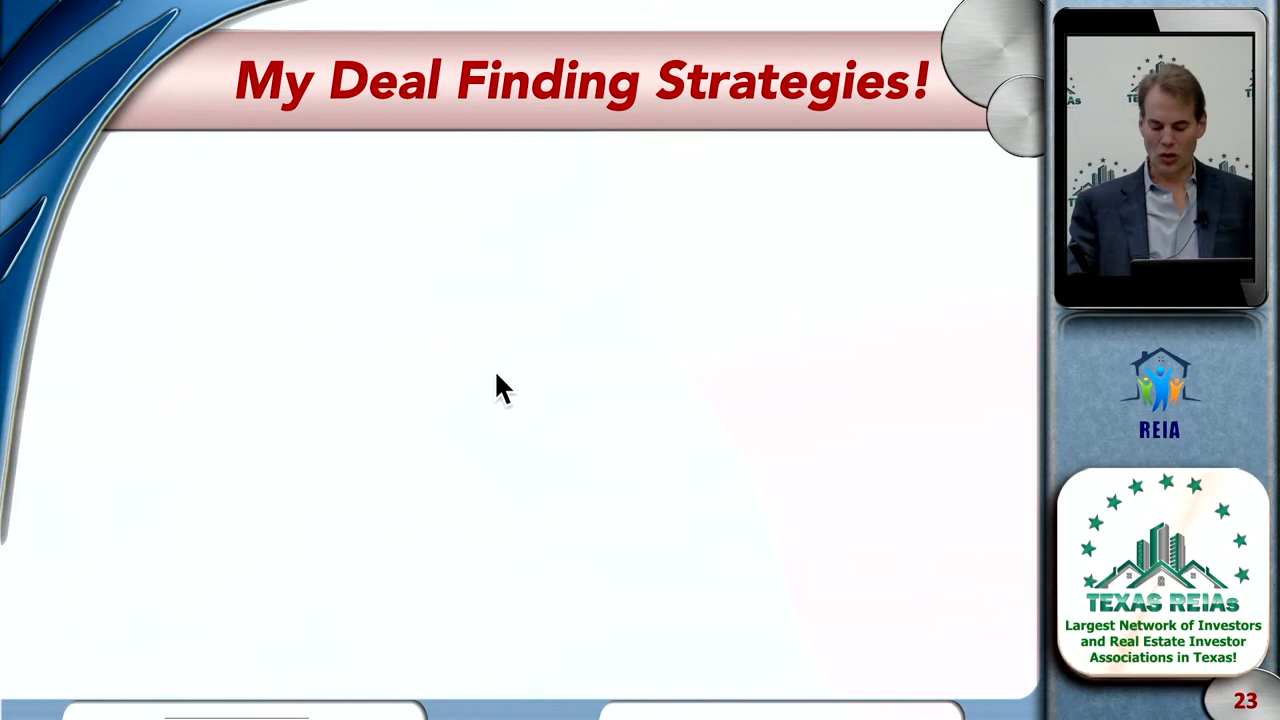 My Deal Finding Strategies!
REIA
TEXAS REIAs
Largest Network of Investors
and Real Estate Investor
Associations in Texas!
23